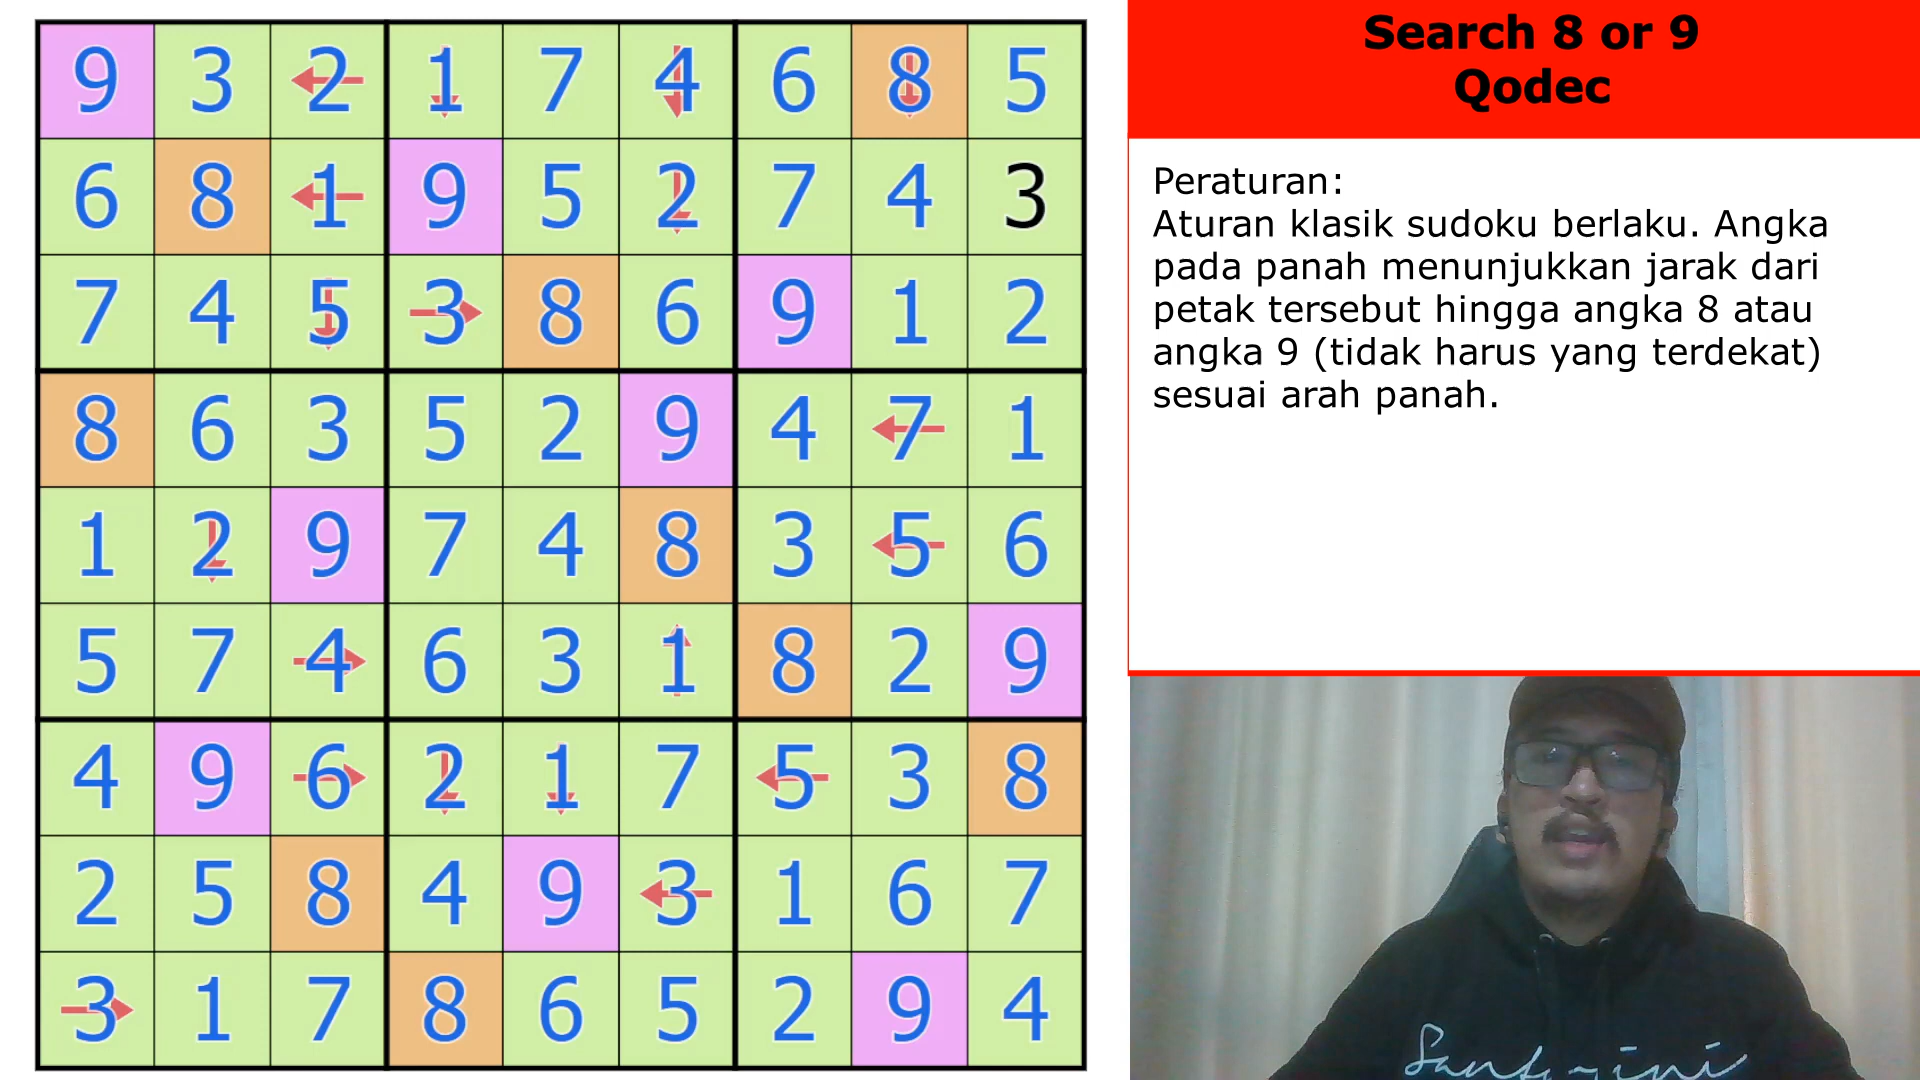 Search 8 or 9
Qodec
Peraturan:
Aturan klasik sudoku berlaku. Angka
pada panah menunjukkan jarak dari
petak tersebut hingga angka 8 atau
angka 9 (tidak harus yang terdekat)
sesuai arah panah.
9 3 2 1 7 4 6 8 5
6 8 1 9 5 2 7 4 3
7 4 5 3 8 6 9 1 2
8 6 3 5 2 9 4 7 1
1 2 9 7 4 8 3 5 6
5 7 4 6 3 1 8 2 9
4 9 6 2 1 7 5 3 8
2 5 8 4 9 3 1 6 7
3 1 7 8 6 5 2 9 4